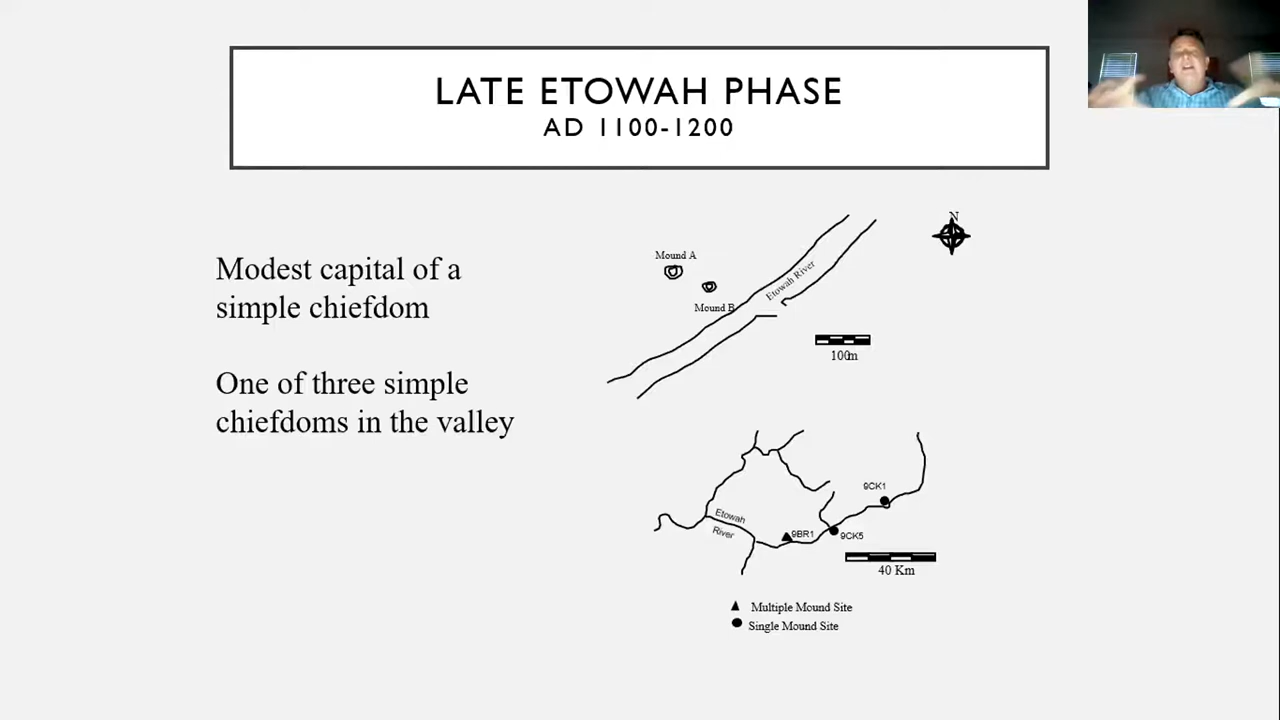 LATE ETOWAH PHASE
AD 1100-1200
Modest capital of a
simple chiefdom
One of three simple
chiefdoms in the valley
N
Mound A
Mound B
Etowah River
100m
9CK1
Etowah
River
9BR1
9CK5
40 Km
Multiple Mound Site
Single Mound Site